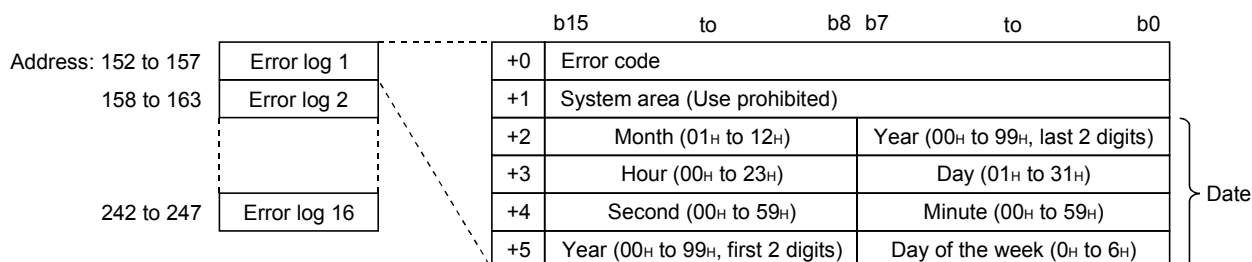 b15 to b8 b7 to b0
Address: 152 to 157 Error log 1 +0 Error code
158 to 163 Error log 2 +1 System area (Use prohibited)
+2 Month (01H to 12H) Year (00H to 99H, last 2 digits)
+3 Hour (00H to 23H) Day (01H to 31H)
242 to 247 Error log 16 +4 Second (00H to 59H) Minute (00H to 59H)
+5 Year (00H to 99H, first 2 digits) Day of the week (0H to 6H)
Date